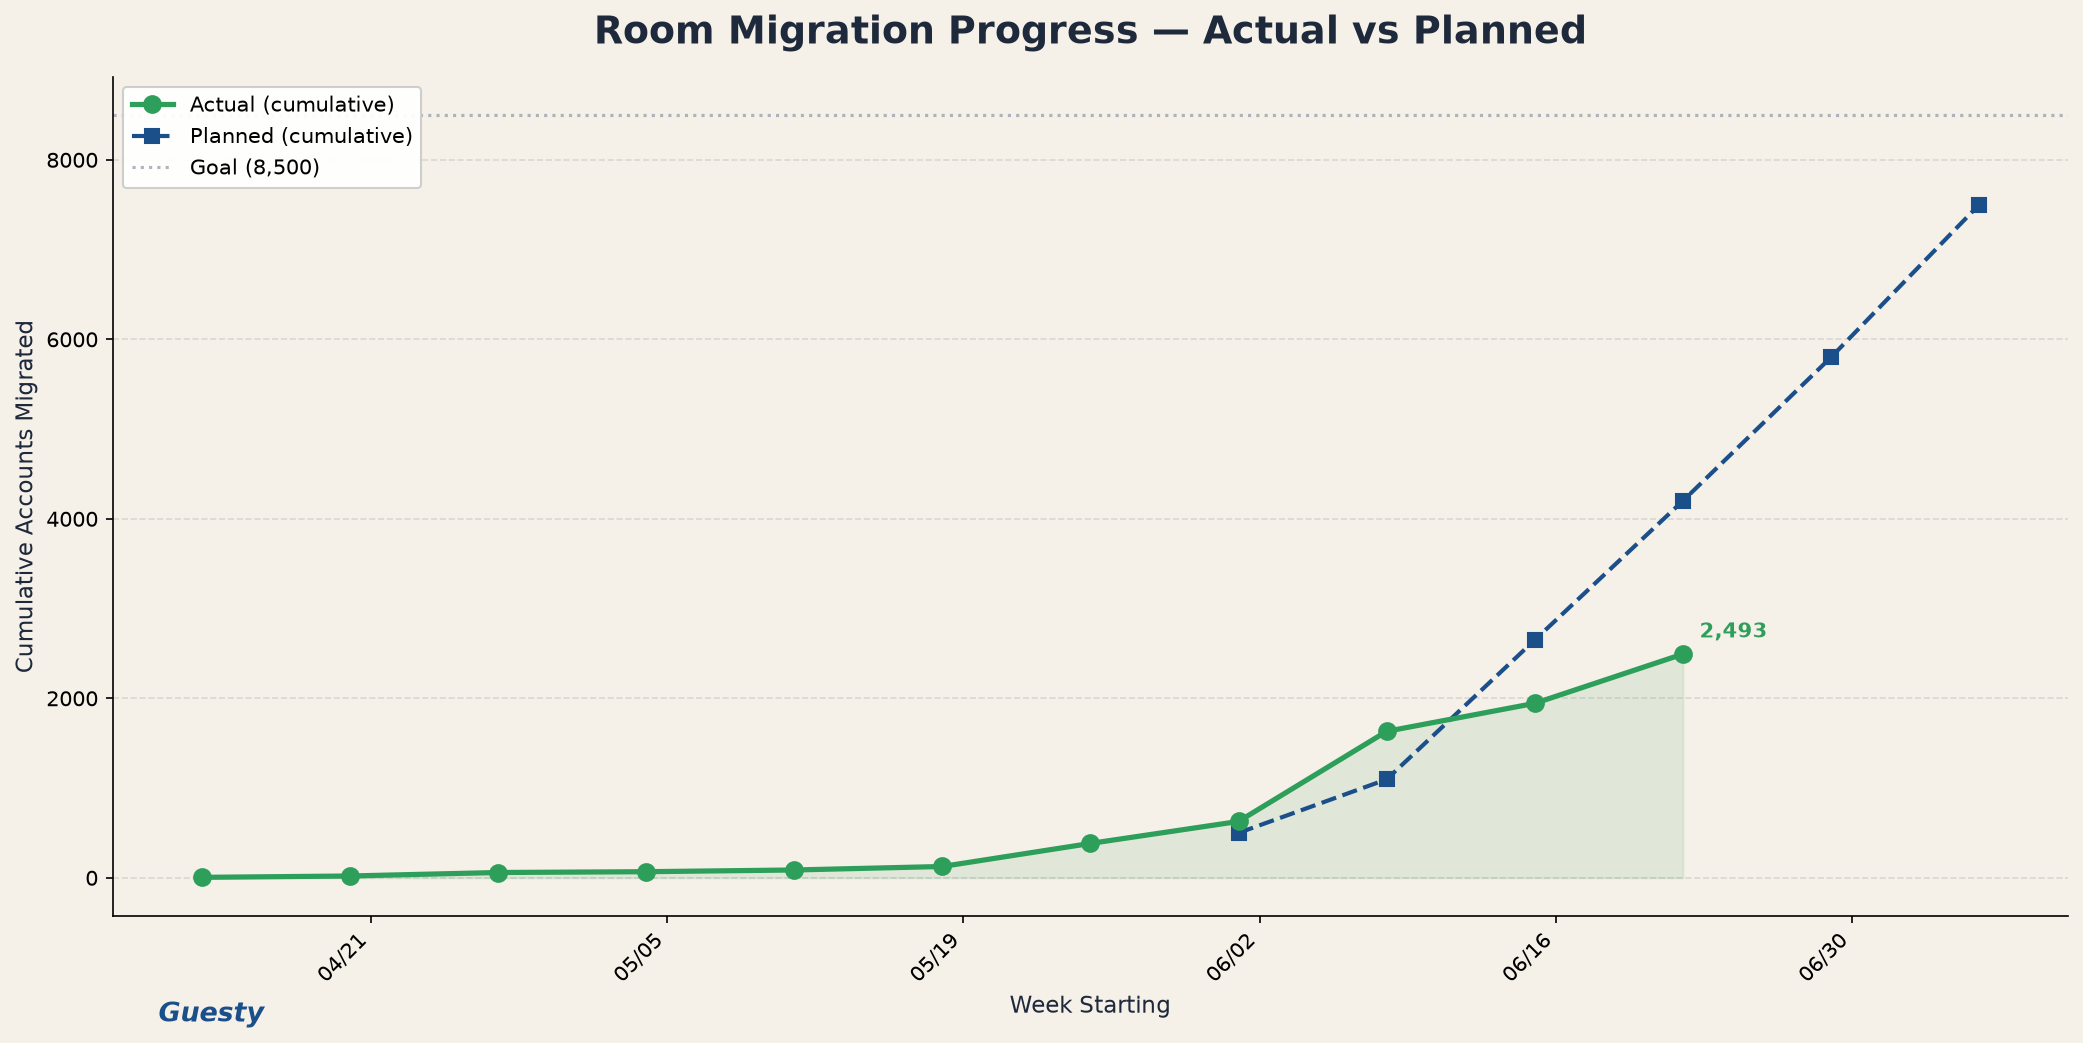 Room Migration Progress — Actual vs Planned
Actual (cumulative)
Planned (cumulative)
Goal (8,500)
Cumulative Accounts Migrated
8000
6000
4000
2000
0
2,493
04/21
05/05
05/19
06/02
06/16
06/30
Week Starting
Guesty